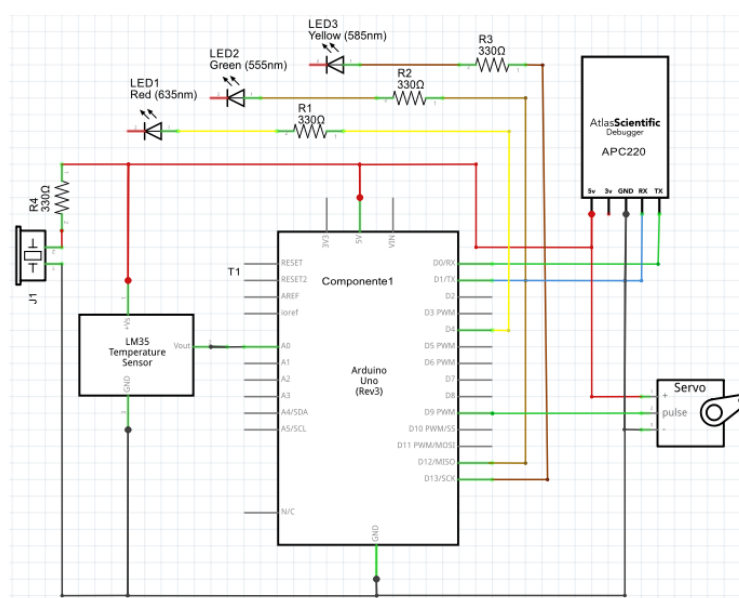 LED3
Yellow (585nm)
R3
330Ω
LED2
Green (555nm)
R2
330Ω
LED1
Red (635nm)
R1
330Ω
AtlasScientific
Debugger
APC220
5v 3v GND RX TX
R4
330Ω
J1
3V3
5V
VIN
T1
Componente1
RESET
RESET2
AREF
ioref
A0
A1
A2
A3
A4/SDA
A5/SCL
N/C
D0/RX
D1/TX
D2
D3 PWM
D4
D5 PWM
D6 PWM
D7
D8
D9 PWM
D10 PWM/SS
D11 PWM/MOSI
D12/MISO
D13/SCK
Arduino
Uno
(Rev3)
GND
+Vs
LM35
Temperature
Sensor
Vout
GND
Servo
+
pulse
-